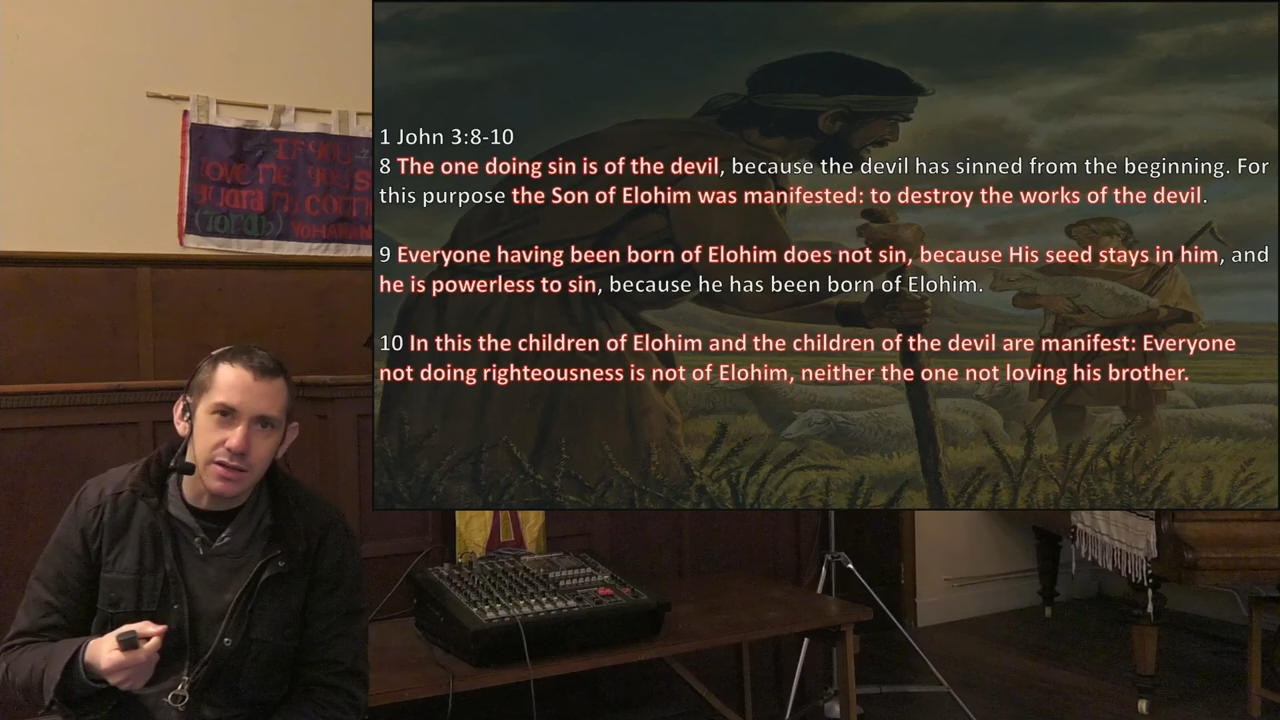 IF YOU
LOVE ME, YOU S
guard my comm
(Torah) YOHANAN
1 John 3:8-10
8 The one doing sin is of the devil, because the devil has sinned from the beginning. For
this purpose the Son of Elohim was manifested: to destroy the works of the devil.
9 Everyone having been born of Elohim does not sin, because His seed stays in him, and
he is powerless to sin, because he has been born of Elohim.
10 In this the children of Elohim and the children of the devil are manifest: Everyone
not doing righteousness is not of Elohim, neither the one not loving his brother.